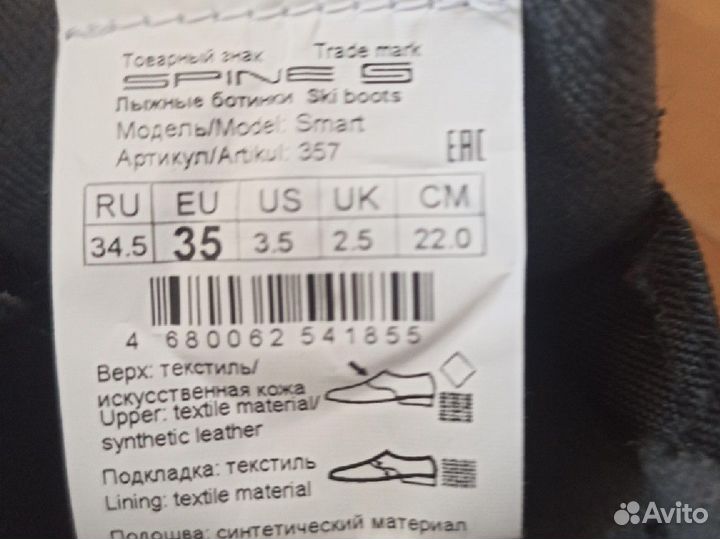 Товарный знак Trade mark
SPINE S
Лыжные ботинки Ski boots
Модель/Model: Smart
Артикул/Artikul: 357
EAC
RU EU US UK CM
34.5 35 3.5 2.5 22.0
4 680062 541855
Верх: текстиль/
искусственная кожа
Upper: textile material/
synthetic leather
Подкладка: текстиль
Lining: textile material
Подошва: синтетический материал
Avito